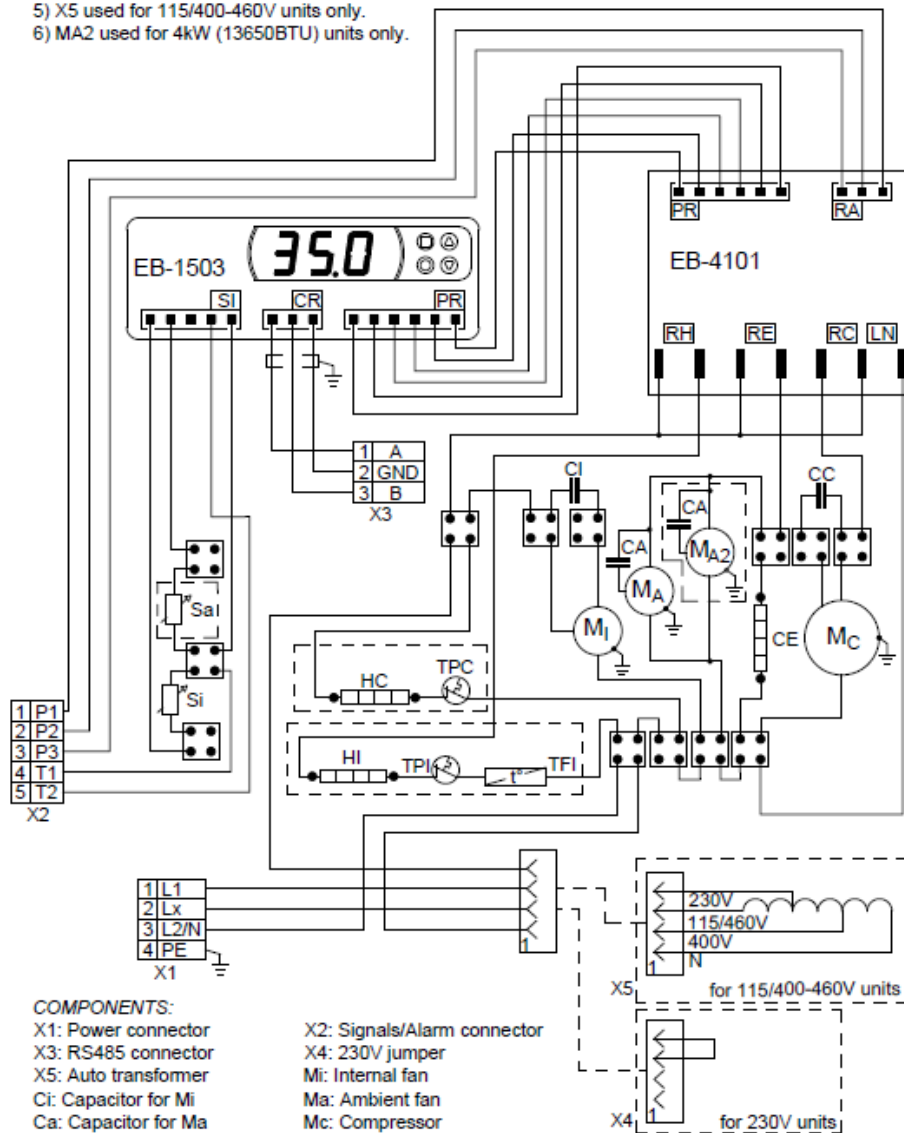 5) X5 used for 115/400-460V units only.
6) MA2 used for 4kW (13650BTU) units only.
PR
RA
EB-1503
35.0
EB-4101
SI
CR
PR
RH
RE
RC
LN
1 A
2 GND
3 B
X3
CI
CA
CA
CC
MA2
MA
Sa
MI
CE
MC
HC
TPC
Si
1 P1
2 P2
3 P3
4 T1
5 T2
X2
HI
TPI
t°
TFI
1 L1
2 Lx
3 L2/N
4 PE
X1
1
230V
115/460V
400V
1 N
X5
for 115/400-460V units
X4
1
for 230V units
COMPONENTS:
X1: Power connector
X2: Signals/Alarm connector
X3: RS485 connector
X4: 230V jumper
X5: Auto transformer
Mi: Internal fan
Ci: Capacitor for Mi
Ma: Ambient fan
Ca: Capacitor for Ma
Mc: Compressor